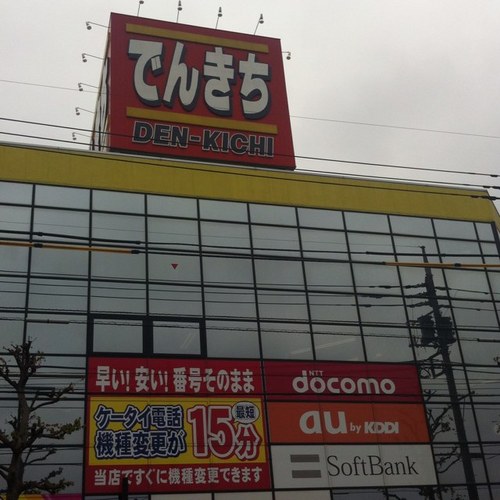 でんきち
DEN-KICHI
早い!安い!番号そのまま
ケータイ電話
機種変更が
最短
15分
当店ですぐに機種変更できます
NTT
döcomo
au by KDDI
SoftBank